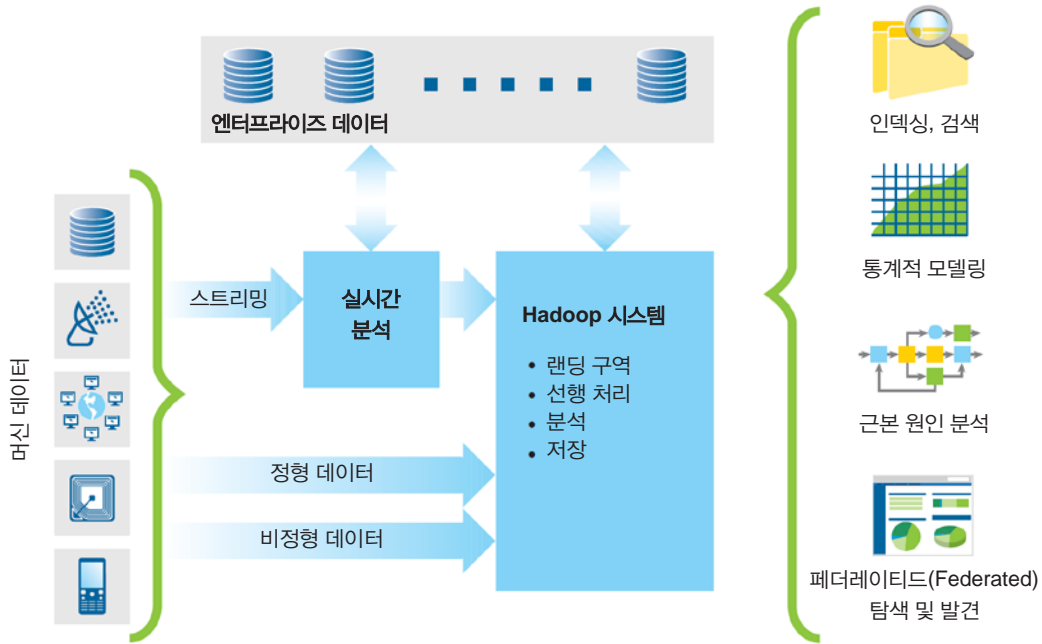 엔터프라이즈 데이터
머신 데이터
스트리밍
실시간
분석
Hadoop 시스템
• 랜딩 구역
• 선행 처리
• 분석
• 저장
정형 데이터
비정형 데이터
인덱싱, 검색
통계적 모델링
근본 원인 분석
페더레이티드(Federated)
탐색 및 발견